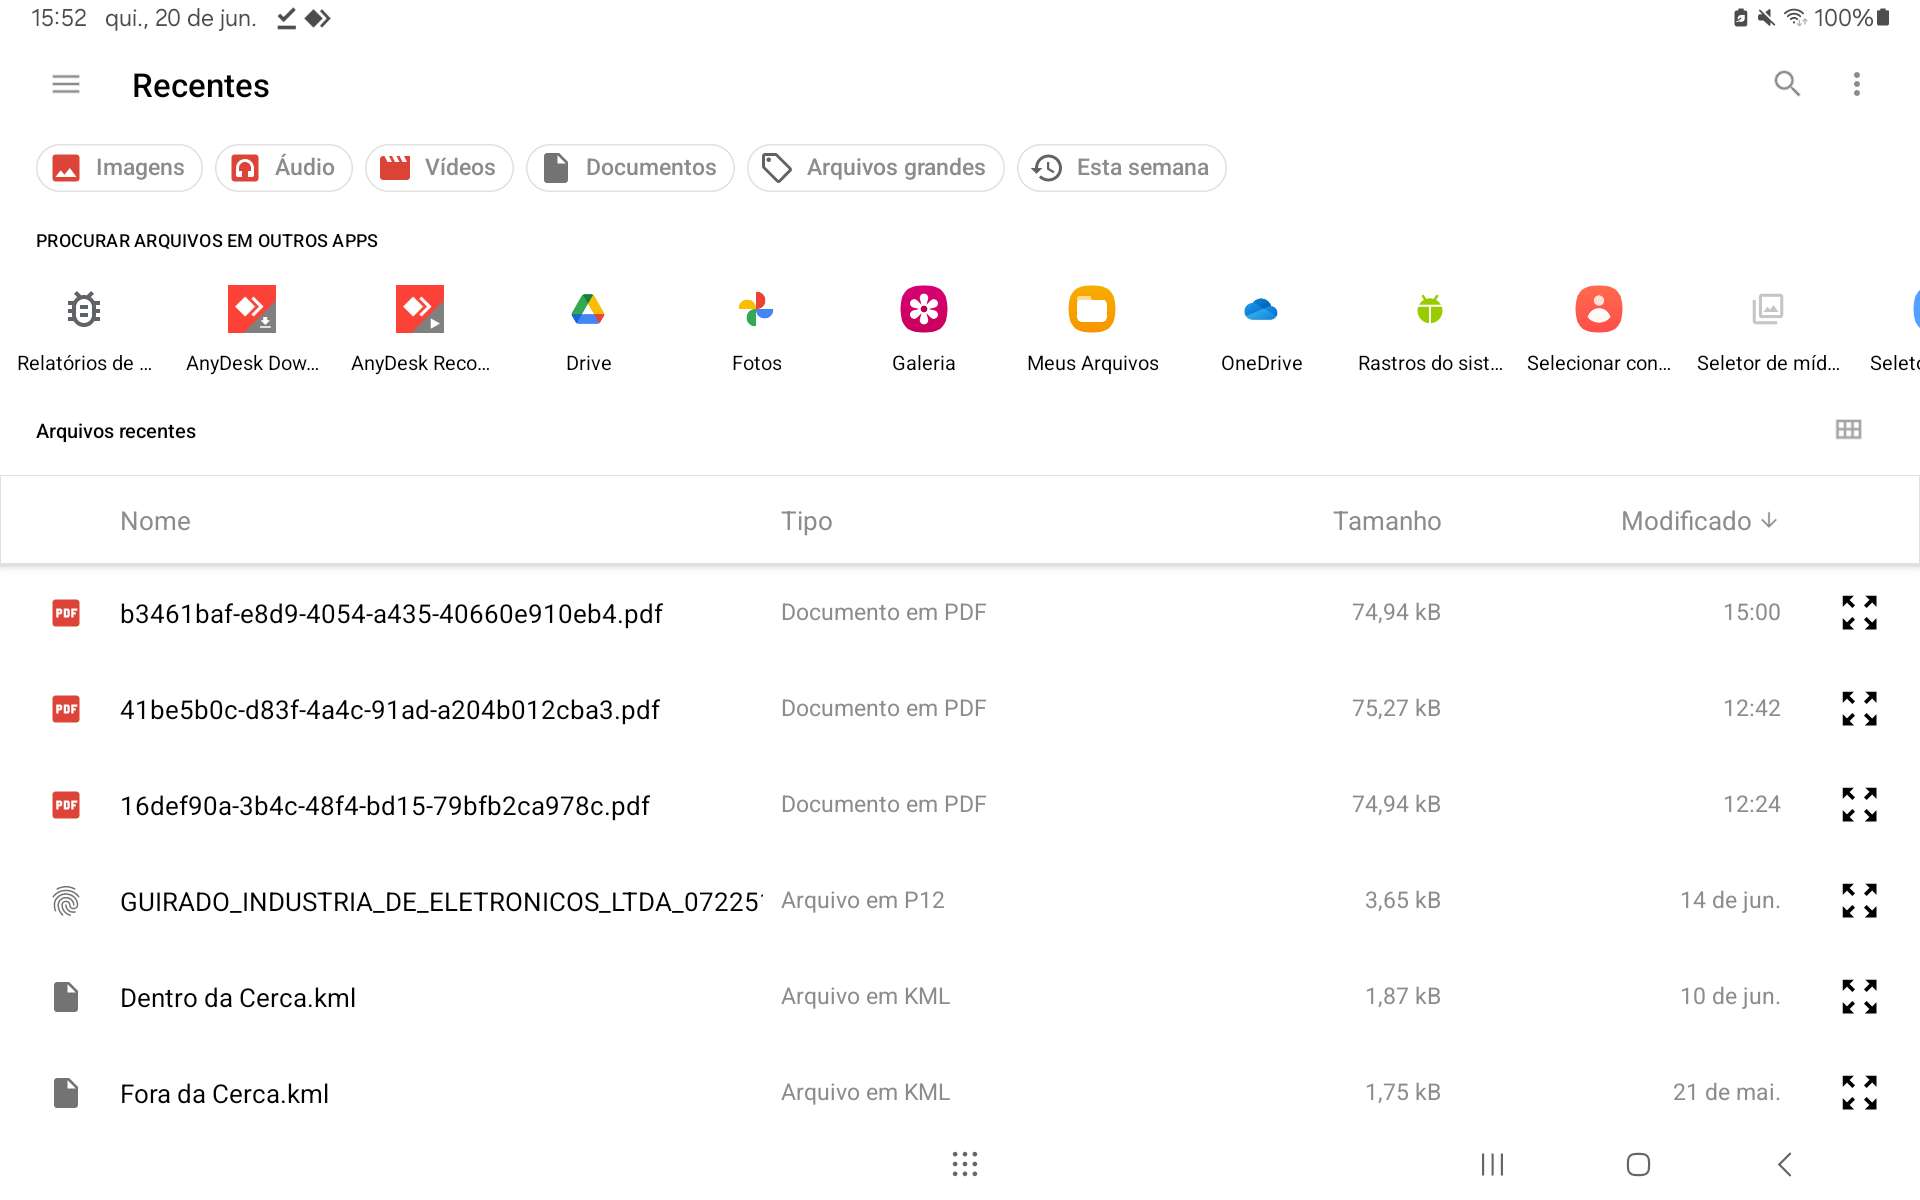 15:52 qui., 20 de jun. 100%
Recentes
Imagens Áudio Vídeos Documentos Arquivos grandes Esta semana
PROCURAR ARQUIVOS EM OUTROS APPS
Relatórios de ... AnyDesk Dow... AnyDesk Reco... Drive Fotos Galeria Meus Arquivos OneDrive Rastros do sist... Selecionar con... Seletor de míd... Seleto
Arquivos recentes
Nome Tipo Tamanho Modificado
PDF b3461baf-e8d9-4054-a435-40660e910eb4.pdf Documento em PDF 74,94 kB 15:00
PDF 41be5b0c-d83f-4a4c-91ad-a204b012cba3.pdf Documento em PDF 75,27 kB 12:42
PDF 16def90a-3b4c-48f4-bd15-79bfb2ca978c.pdf Documento em PDF 74,94 kB 12:24
GUIRADO_INDUSTRIA_DE_ELETRONICOS_LTDA_07225 Arquivo em P12 3,65 kB 14 de jun.
Dentro da Cerca.kml Arquivo em KML 1,87 kB 10 de jun.
Fora da Cerca.kml Arquivo em KML 1,75 kB 21 de mai.